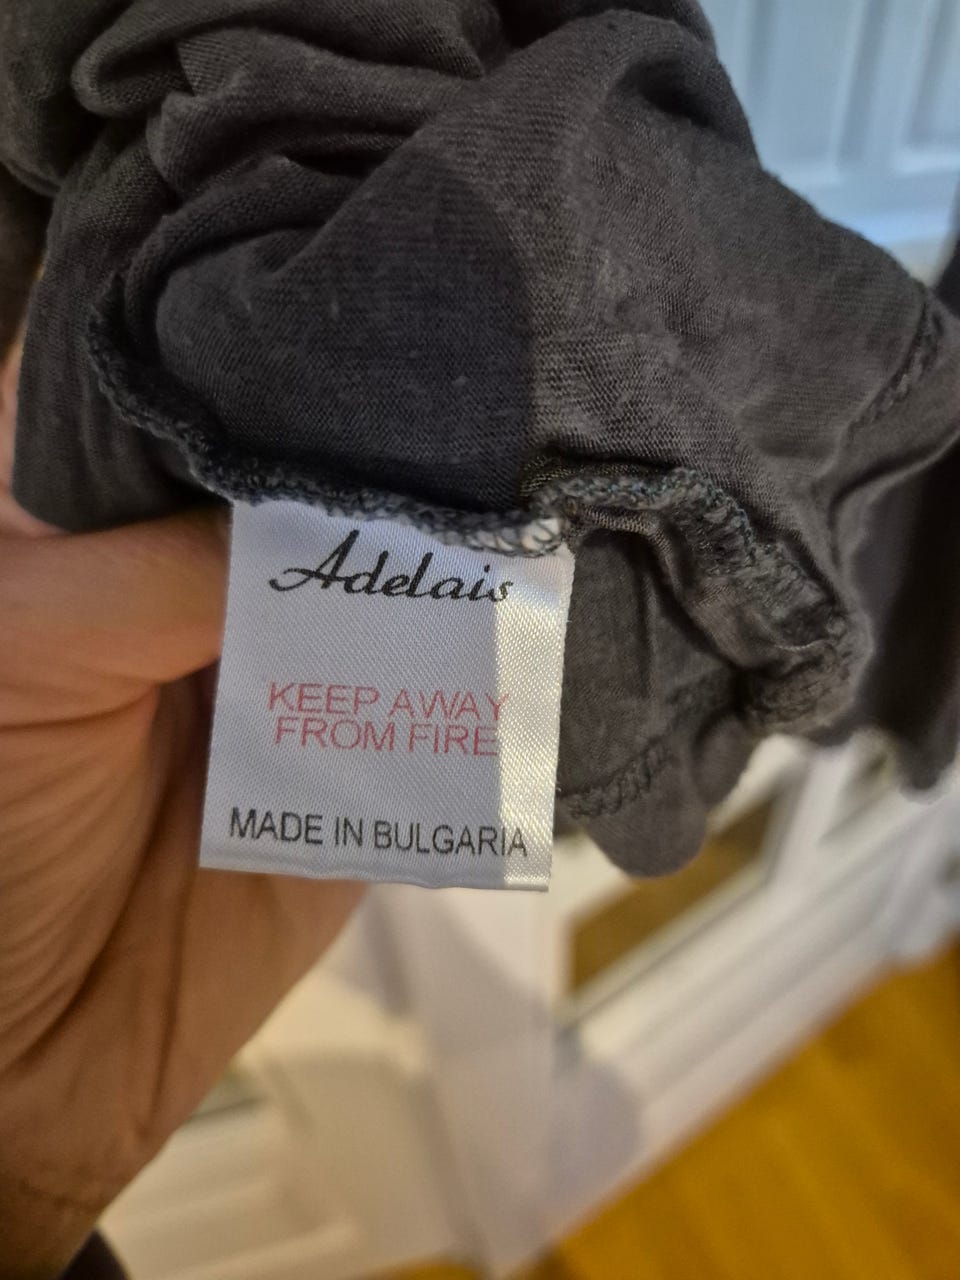 Adelais
KEEP AWAY
FROM FIRE
MADE IN BULGARIA